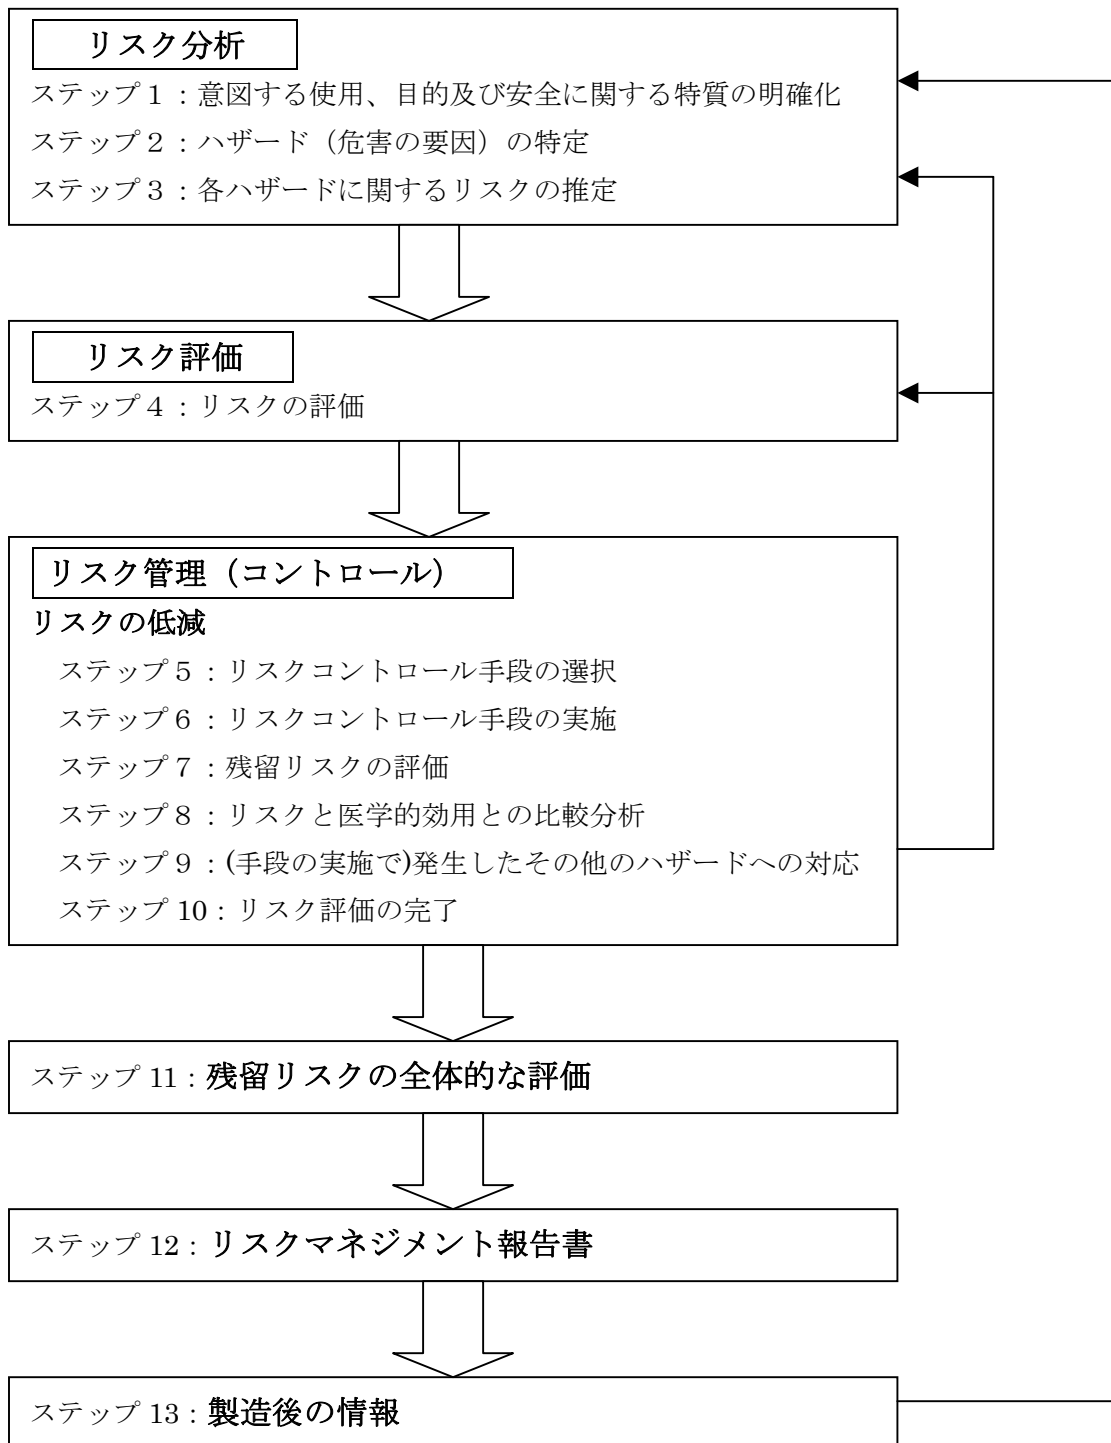 リスク分析
ステップ１：意図する使用、目的及び安全に関する特質の明確化
ステップ２：ハザード（危害の要因）の特定
ステップ３：各ハザードに関するリスクの推定
リスク評価
ステップ４：リスクの評価
リスク管理（コントロール）
リスクの低減
ステップ５：リスクコントロール手段の選択
ステップ６：リスクコントロール手段の実施
ステップ７：残留リスクの評価
ステップ８：リスクと医学的効用との比較分析
ステップ９：(手段の実施で)発生したその他のハザードへの対応
ステップ 10：リスク評価の完了
ステップ 11：残留リスクの全体的な評価
ステップ 12：リスクマネジメント報告書
ステップ 13：製造後の情報